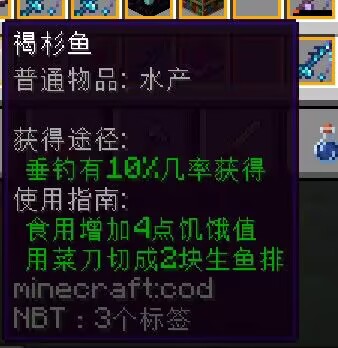 褐杉鱼
普通物品: 水产
获得途径:
垂钓有10%几率获得
使用指南:
食用增加4点饥饿值
用菜刀切成2块生鱼排
minecraft:cod
NBT : 3个标签